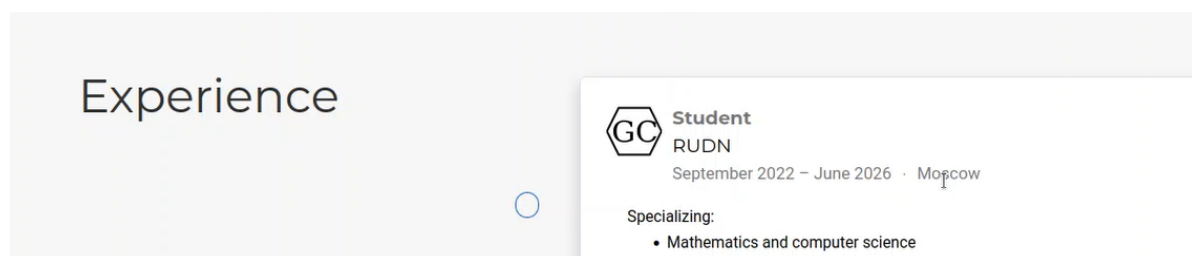 Experience
GC
Student
RUDN
September 2022 – June 2026 · Moscow
Specializing:
• Mathematics and computer science